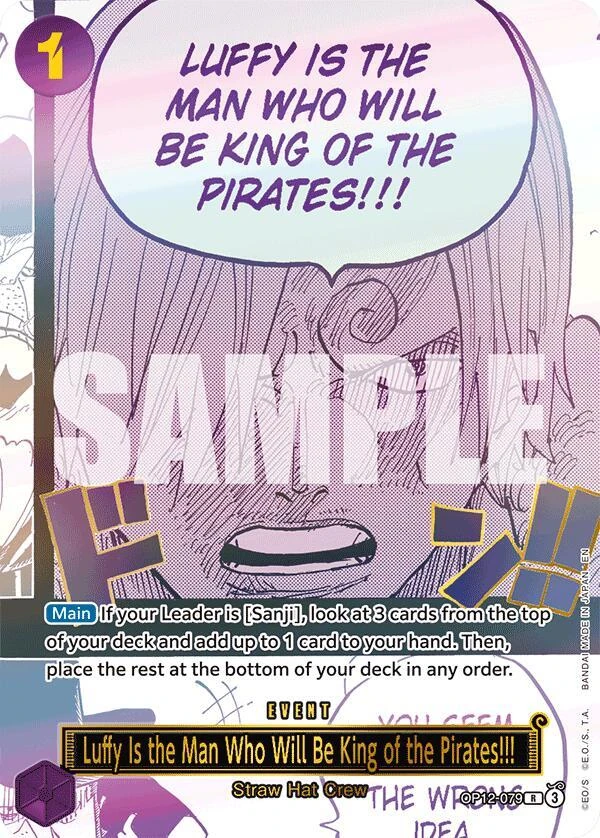 1
LUFFY IS THE
MAN WHO WILL
BE KING OF THE
PIRATES!!!
SAMPLE
ド
ン!!
Main If your Leader is [Sanji], look at 3 cards from the top
of your deck and add up to 1 card to your hand. Then,
place the rest at the bottom of your deck in any order.
EVENT
YOU SEEM
Luffy Is the Man Who Will Be King of the Pirates!!!
Straw Hat Crew
THE WRONG
IDEA
OP12-079 R 3
©EO/S ©E.O./S., T.A. BANDAI MADE IN JAPAN EN